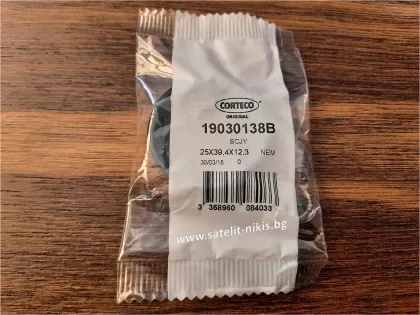 CORTECO
ORIGINAL
19030138B
SCJY
25X39,4X12,3 NEM
30/03/18 0
3 358960 084033
www.satelit-nikis.bg